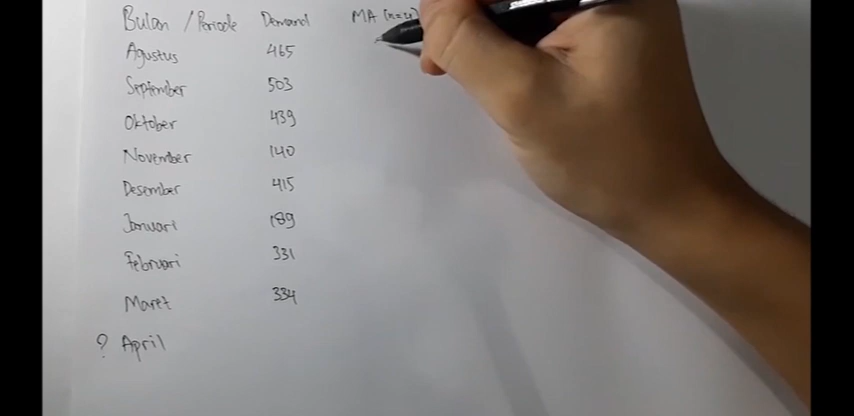 Bulan / Periode Demand MA (n=4)
Agustus 465
September 503
Oktober 439
November 140
Desember 415
Januari 189
Februari 331
Maret 334
? April